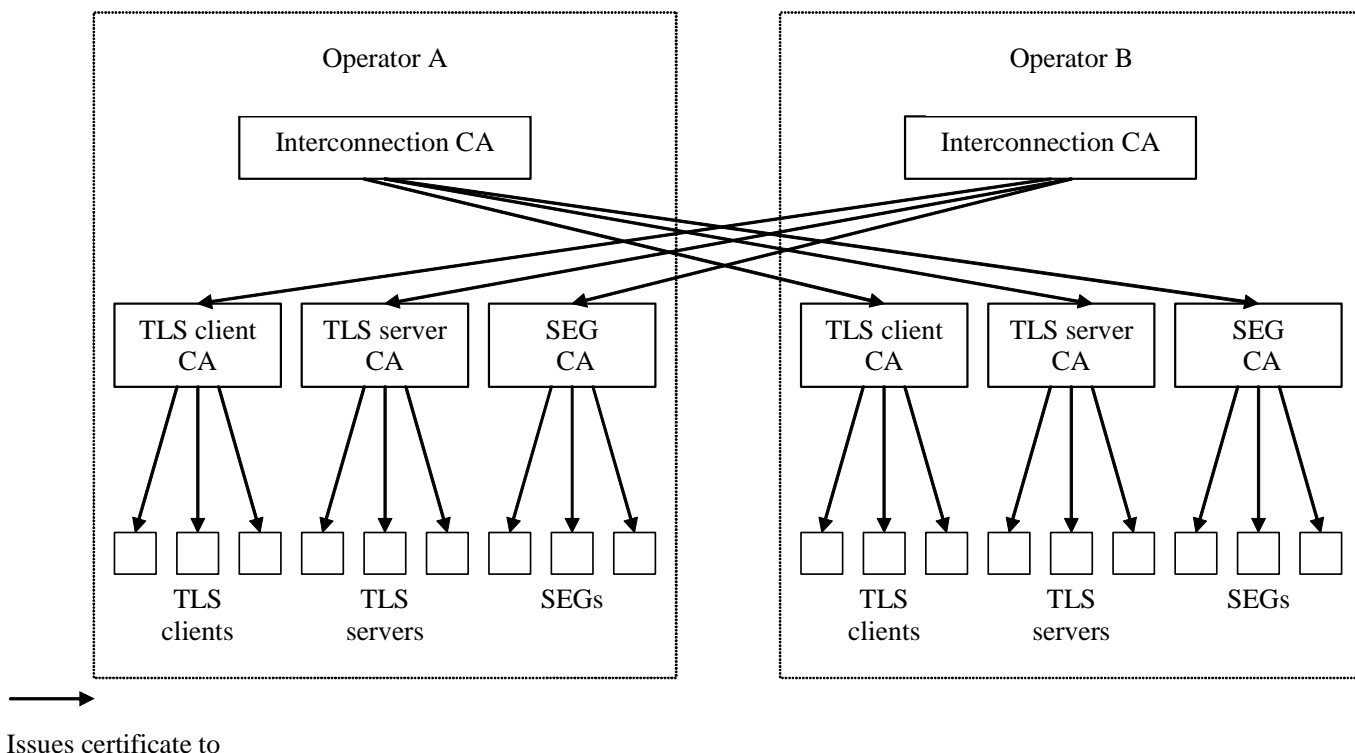 Operator A
Operator B
Interconnection CA
Interconnection CA
TLS client
CA
TLS server
CA
SEG
CA
TLS client
CA
TLS server
CA
SEG
CA
TLS
clients
TLS
servers
SEGs
TLS
clients
TLS
servers
SEGs
Issues certificate to